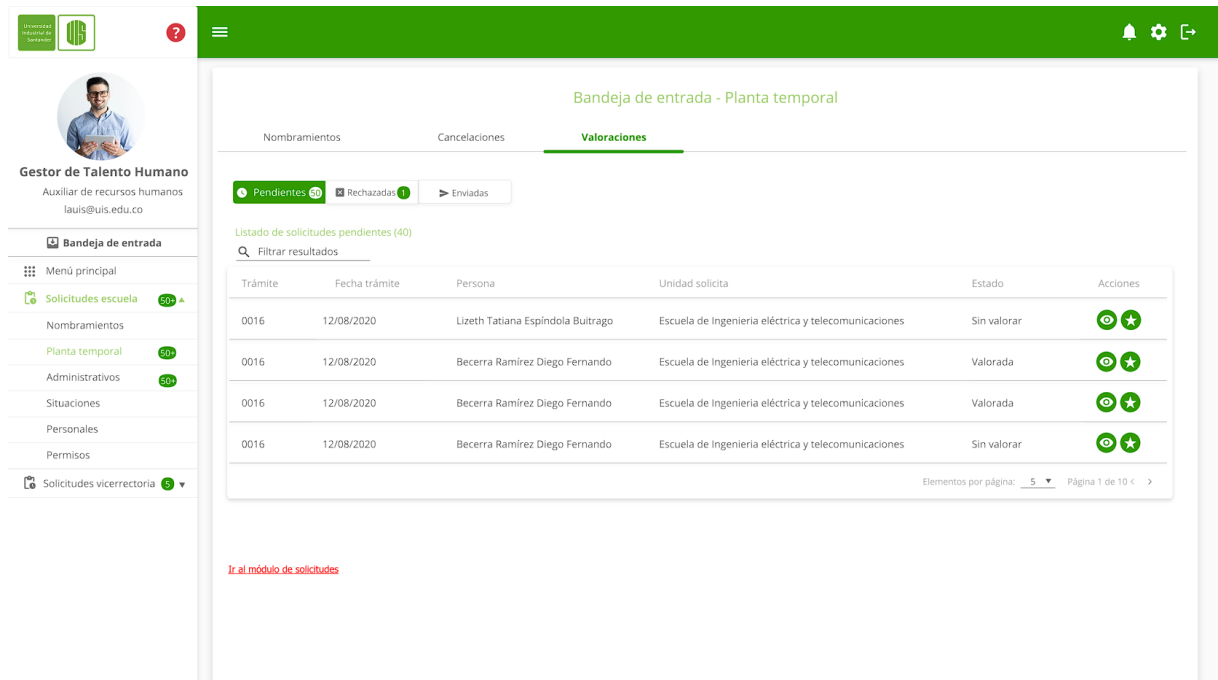 Universidad
Industrial de
Santander
?
Gestor de Talento Humano
Auxiliar de recursos humanos
lauis@uis.edu.co
Bandeja de entrada
Menú principal
Solicitudes escuela 50+
Nombramientos
Planta temporal 50+
Administrativos 50+
Situaciones
Personales
Permisos
Solicitudes vicerrectoria 5
Bandeja de entrada - Planta temporal
Nombramientos Cancelaciones Valoraciones
Pendientes 50 Rechazadas 1 Enviadas
Listado de solicitudes pendientes (40)
Filtrar resultados
Trámite Fecha trámite Persona Unidad solicita Estado Acciones
0016 12/08/2020 Lizeth Tatiana Espíndola Buitrago Escuela de Ingenieria eléctrica y telecomunicaciones Sin valorar
0016 12/08/2020 Becerra Ramírez Diego Fernando Escuela de Ingenieria eléctrica y telecomunicaciones Valorada
0016 12/08/2020 Becerra Ramírez Diego Fernando Escuela de Ingenieria eléctrica y telecomunicaciones Valorada
0016 12/08/2020 Becerra Ramírez Diego Fernando Escuela de Ingenieria eléctrica y telecomunicaciones Sin valorar
Elementos por página: 5 Página 1 de 10 < >
Ir al módulo de solicitudes